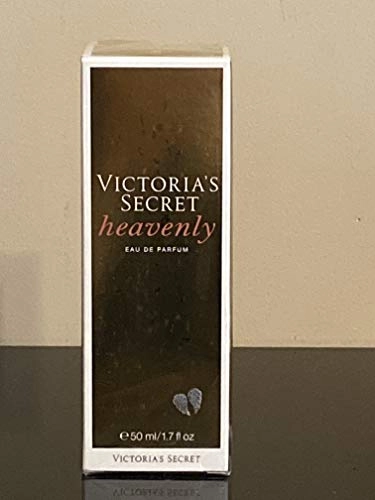 VICTORIA'S
SECRET
heavenly
EAU DE PARFUM
℮50 ml/1.7 fl oz
VICTORIA'S SECRET